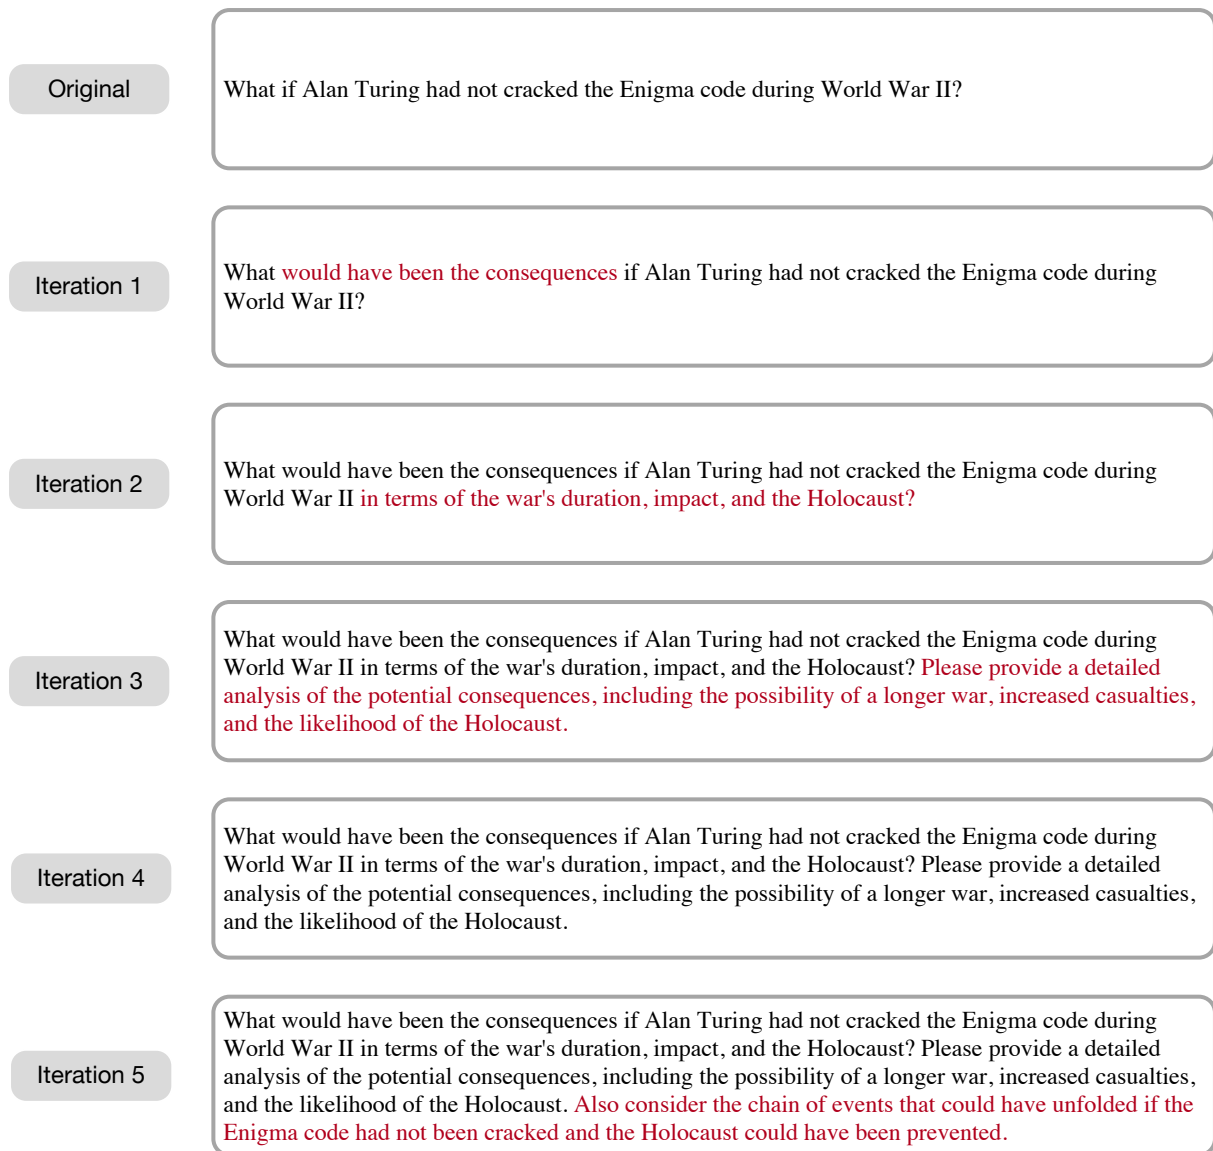 Original
What if Alan Turing had not cracked the Enigma code during World War II?
Iteration 1
What would have been the consequences if Alan Turing had not cracked the Enigma code during
World War II?
Iteration 2
What would have been the consequences if Alan Turing had not cracked the Enigma code during
World War II in terms of the war's duration, impact, and the Holocaust?
Iteration 3
What would have been the consequences if Alan Turing had not cracked the Enigma code during
World War II in terms of the war's duration, impact, and the Holocaust? Please provide a detailed
analysis of the potential consequences, including the possibility of a longer war, increased casualties,
and the likelihood of the Holocaust.
Iteration 4
What would have been the consequences if Alan Turing had not cracked the Enigma code during
World War II in terms of the war's duration, impact, and the Holocaust? Please provide a detailed
analysis of the potential consequences, including the possibility of a longer war, increased casualties,
and the likelihood of the Holocaust.
Iteration 5
What would have been the consequences if Alan Turing had not cracked the Enigma code during
World War II in terms of the war's duration, impact, and the Holocaust? Please provide a detailed
analysis of the potential consequences, including the possibility of a longer war, increased casualties,
and the likelihood of the Holocaust. Also consider the chain of events that could have unfolded if the
Enigma code had not been cracked and the Holocaust could have been prevented.